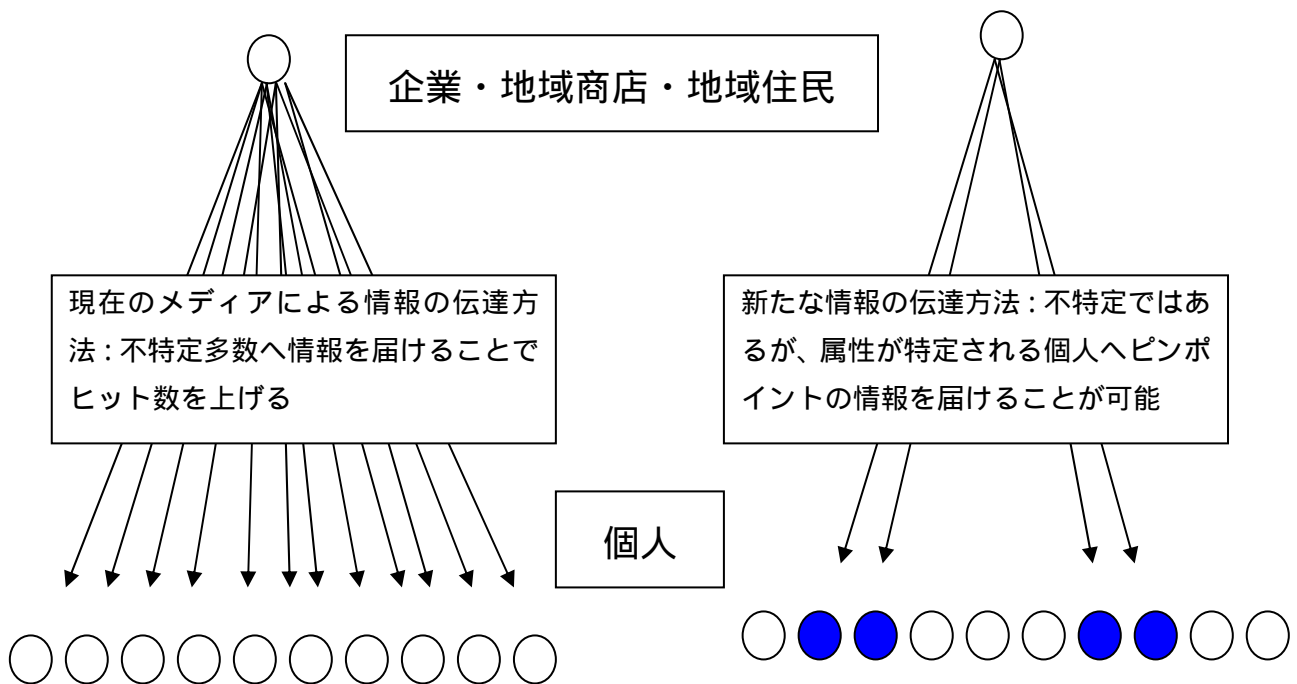 企業・地域商店・地域住民
現在のメディアによる情報の伝達方
法：不特定多数へ情報を届けることで
ヒット数を上げる
新たな情報の伝達方法：不特定ではあ
るが、属性が特定される個人へピンポ
イントの情報を届けることが可能
個人